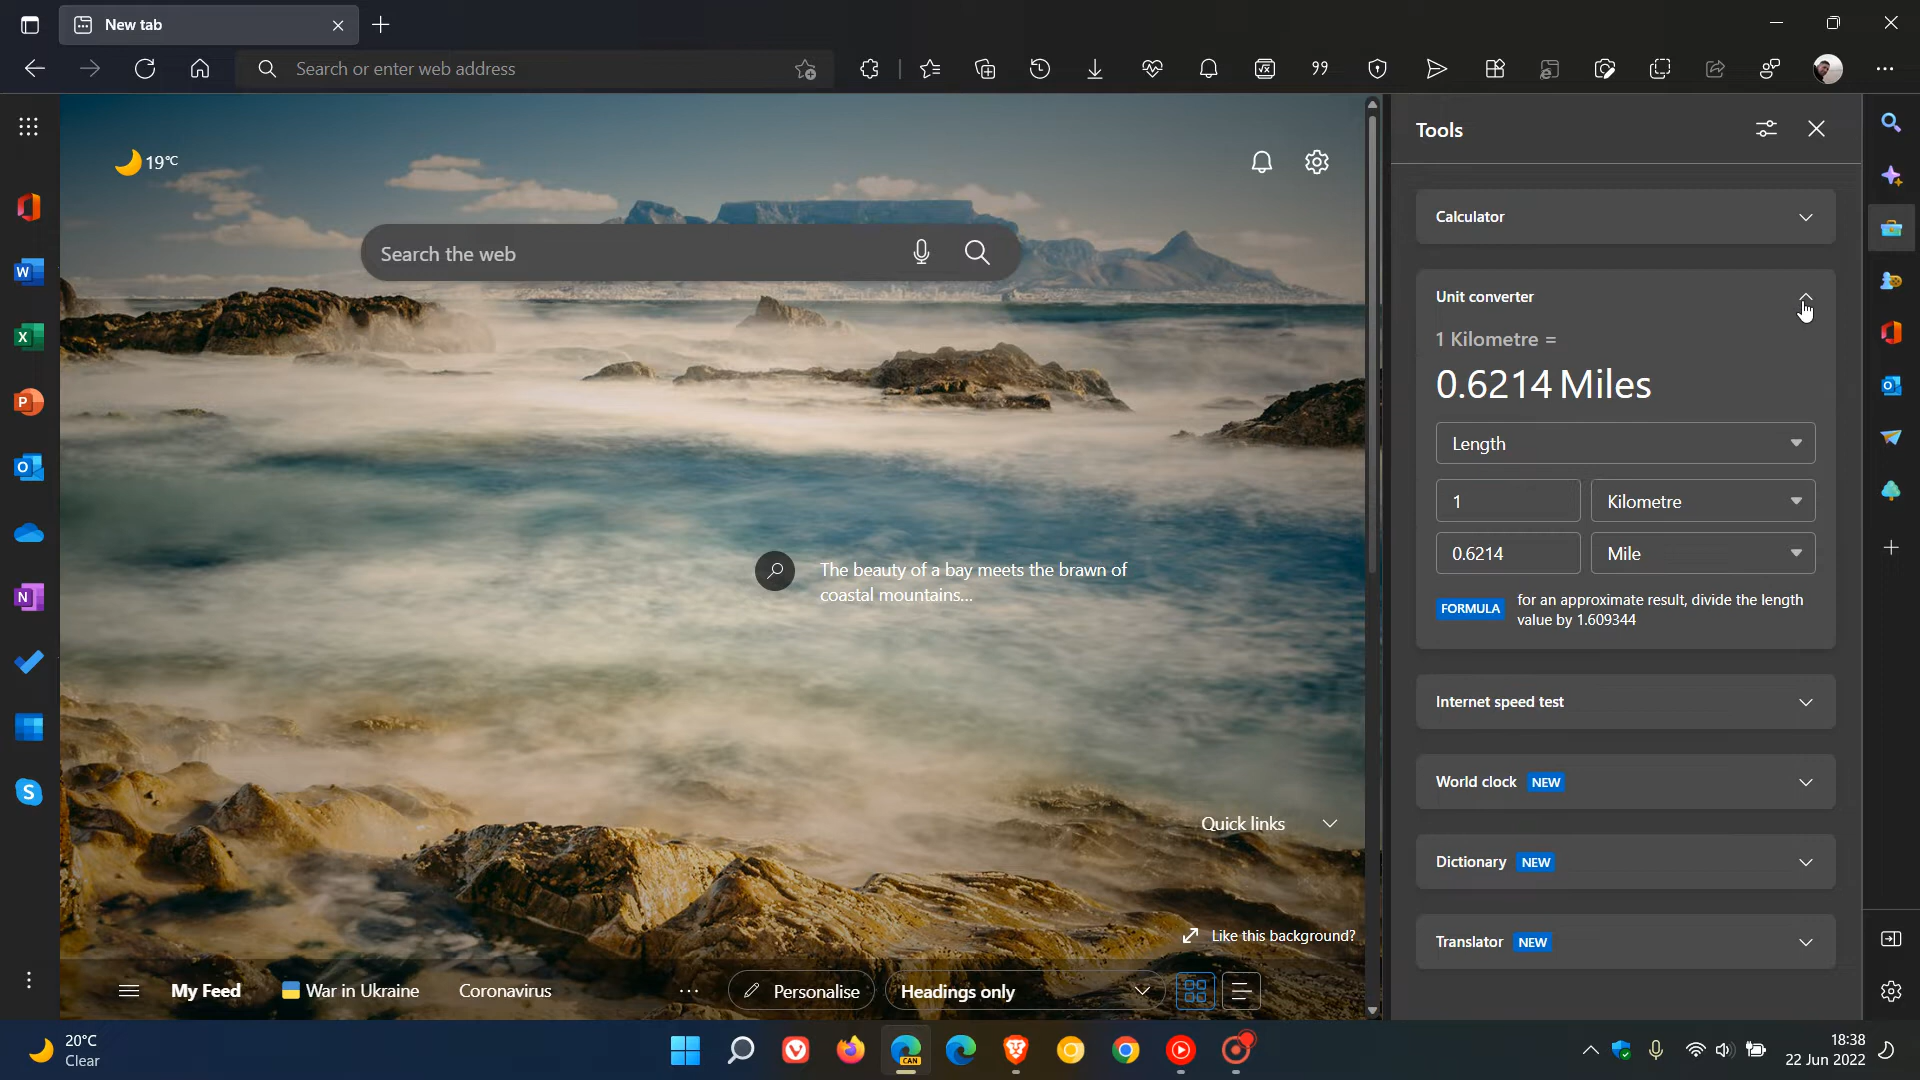 New tab
Search or enter web address
19°C
Search the web
The beauty of a bay meets the brawn of
coastal mountains...
Quick links
Like this background?
My Feed
War in Ukraine
Coronavirus
...
Personalise
Headings only
Tools
Calculator
Unit converter
1 Kilometre =
0.6214 Miles
Length
1
Kilometre
0.6214
Mile
FORMULA
for an approximate result, divide the length
value by 1.609344
Internet speed test
World clock NEW
Dictionary NEW
Translator NEW
20°C
Clear
CAN
18:38
22 Jun 2022